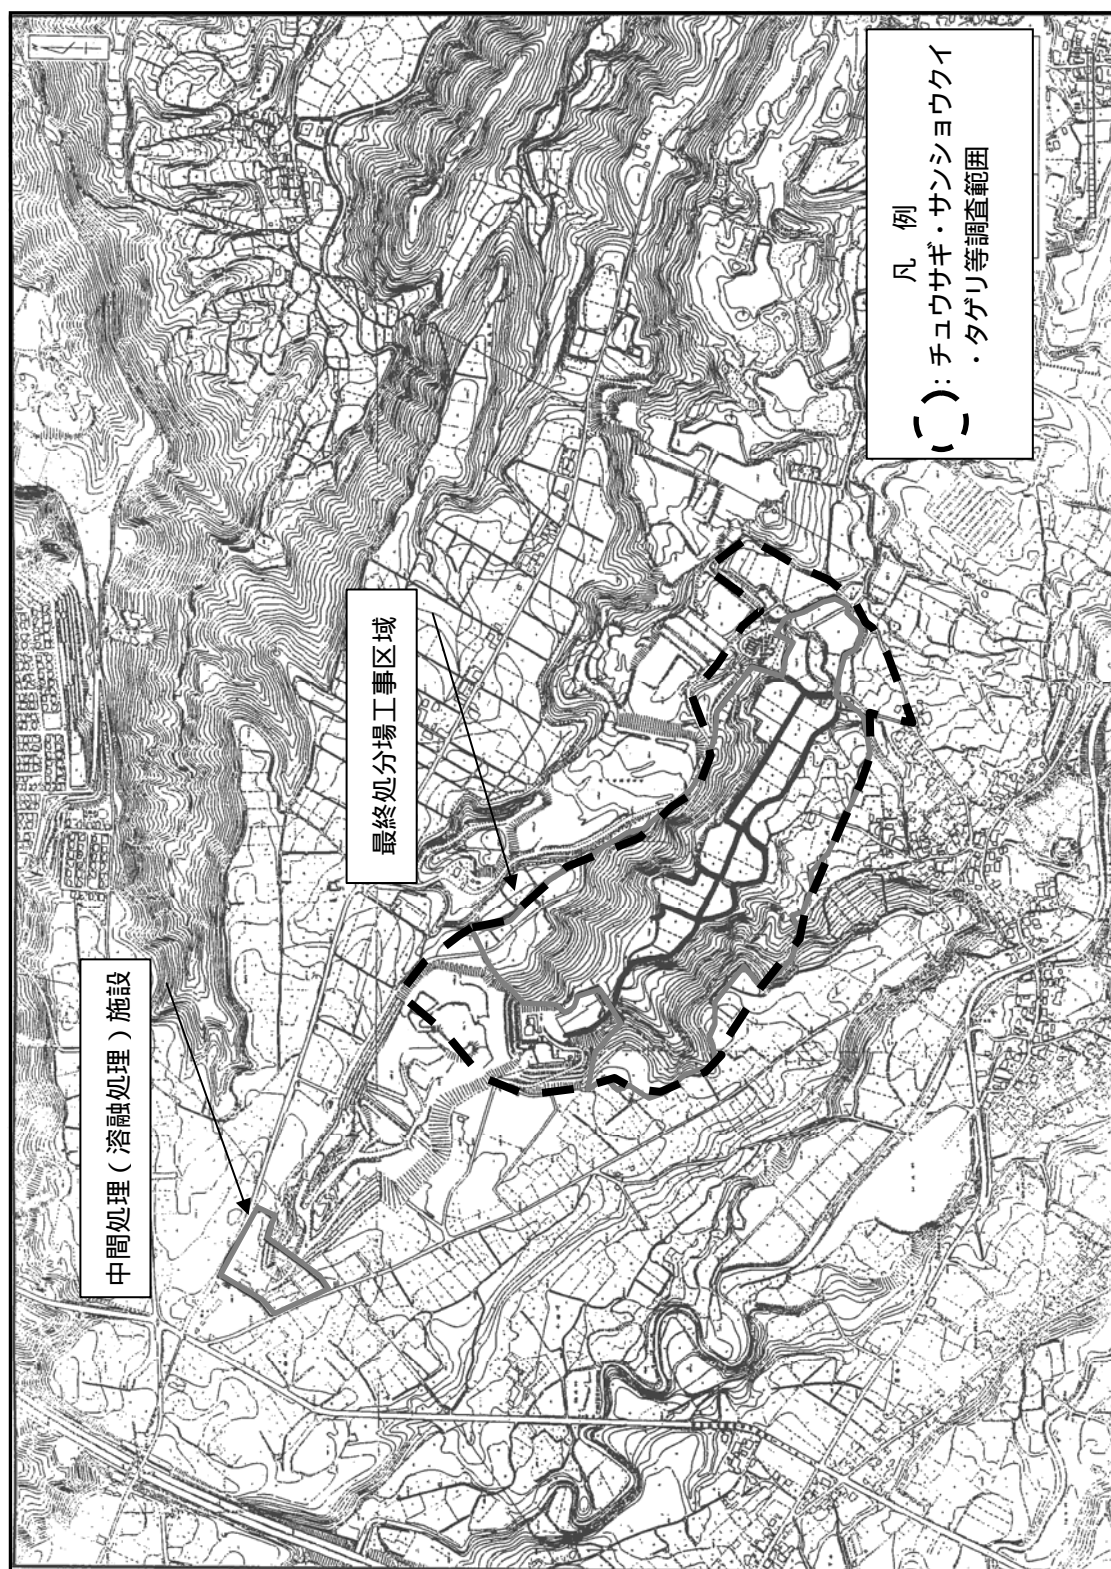 中間処理（溶融処理）施設
最終処分場工事区域
凡　例
：チュウサギ・サンショウクイ
・タゲリ等調査範囲